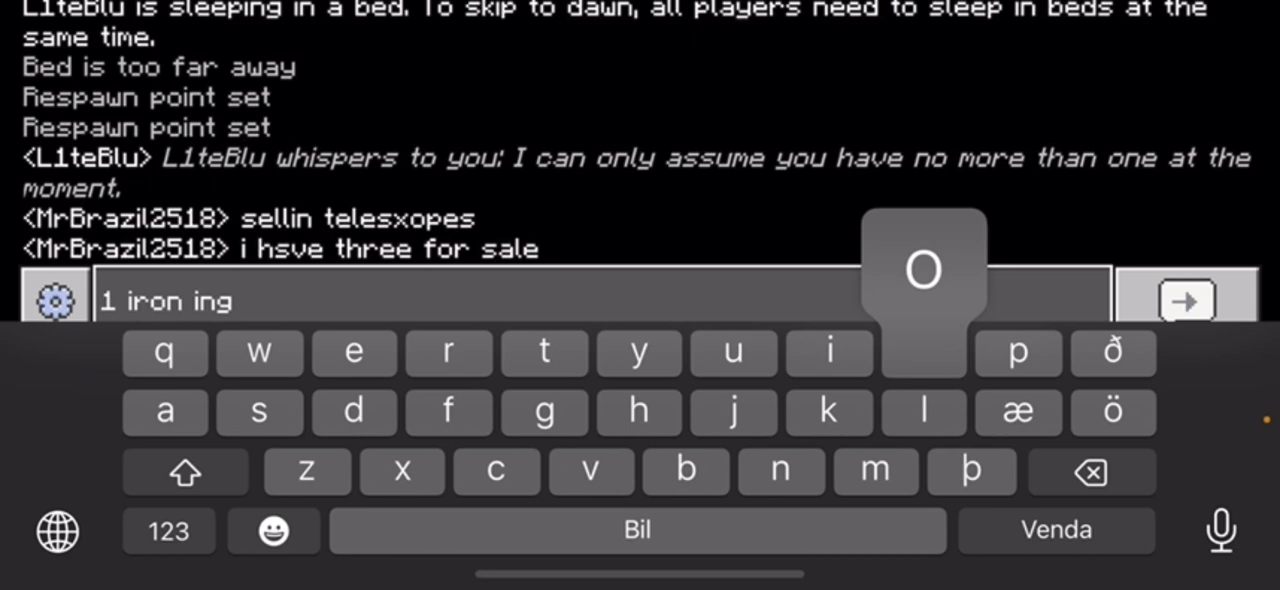 L1teBlu is sleeping in a bed. To skip to dawn, all players need to sleep in beds at the
same time.
Bed is too far away
Respawn point set
Respawn point set
<L1teBlu> L1teBlu whispers to you: I can only assume you have no more than one at the
moment.
<MrBrazil2518> sellin telesxopes
<MrBrazil2518> i hsve three for sale
1 iron ing
O
q w e r t y u i p ð
a s d f g h j k l æ ö
z x c v b n m þ
123 Bil Venda